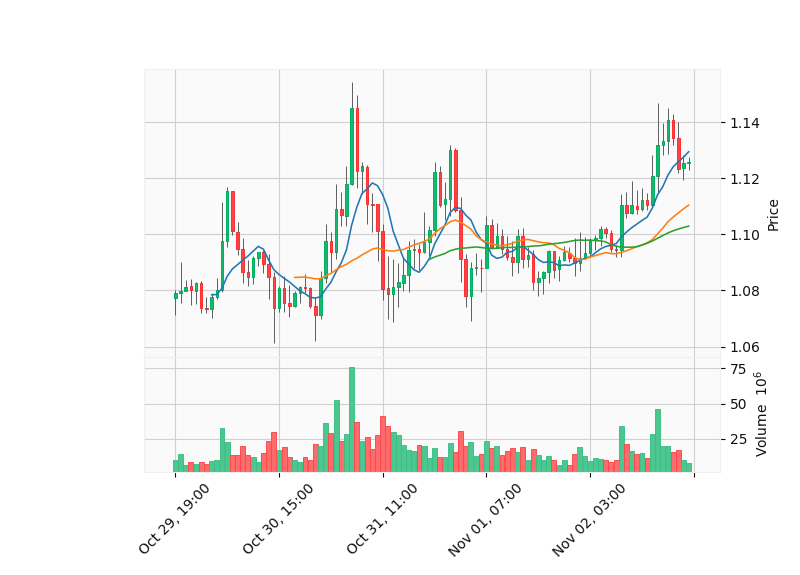 1.14
1.12
1.10
1.08
1.06
Price
75
50
25
Volume 10^6
Oct 29, 19:00
Oct 30, 15:00
Oct 31, 11:00
Nov 01, 07:00
Nov 02, 03:00